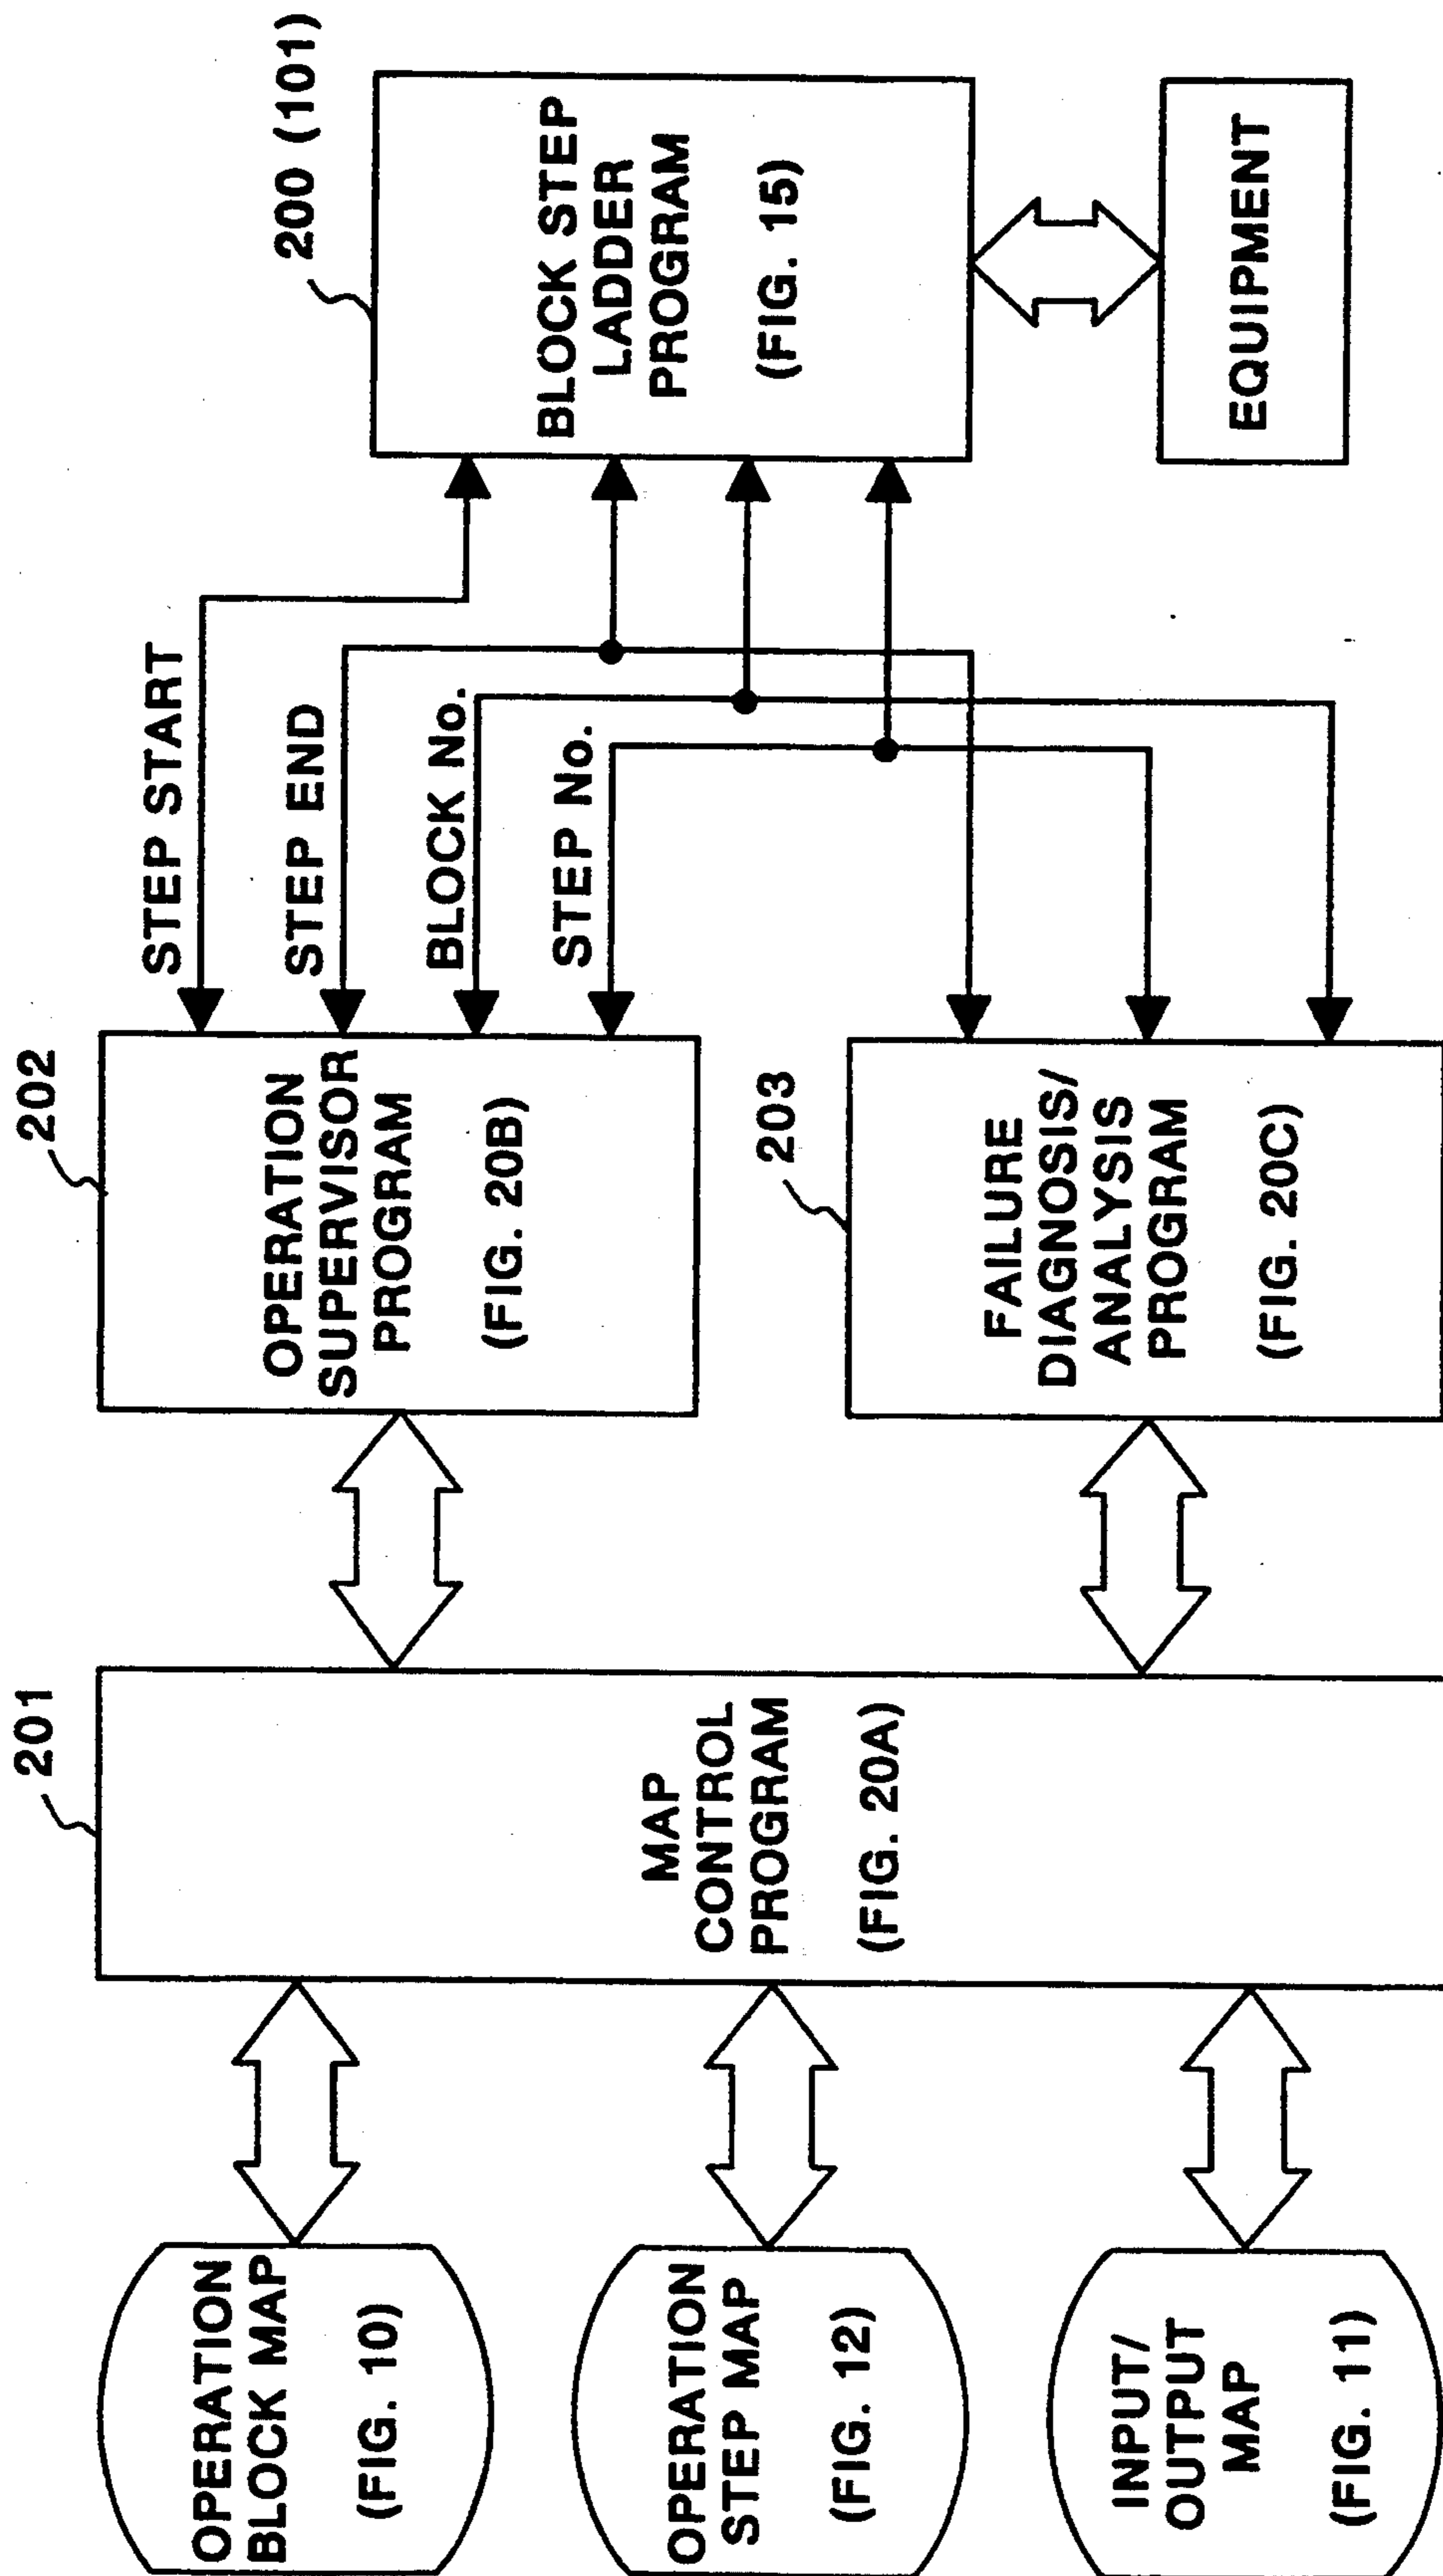 OPERATION
BLOCK MAP
(FIG. 10)
OPERATION
STEP MAP
(FIG. 12)
INPUT/
OUTPUT
MAP
(FIG. 11)
201
MAP
CONTROL
PROGRAM
(FIG. 20A)
202
OPERATION
SUPERVISOR
PROGRAM
(FIG. 20B)
203
FAILURE
DIAGNOSIS/
ANALYSIS
PROGRAM
(FIG. 20C)
STEP START
STEP END
BLOCK No.
STEP No.
200 (101)
BLOCK STEP
LADDER
PROGRAM
(FIG. 15)
EQUIPMENT